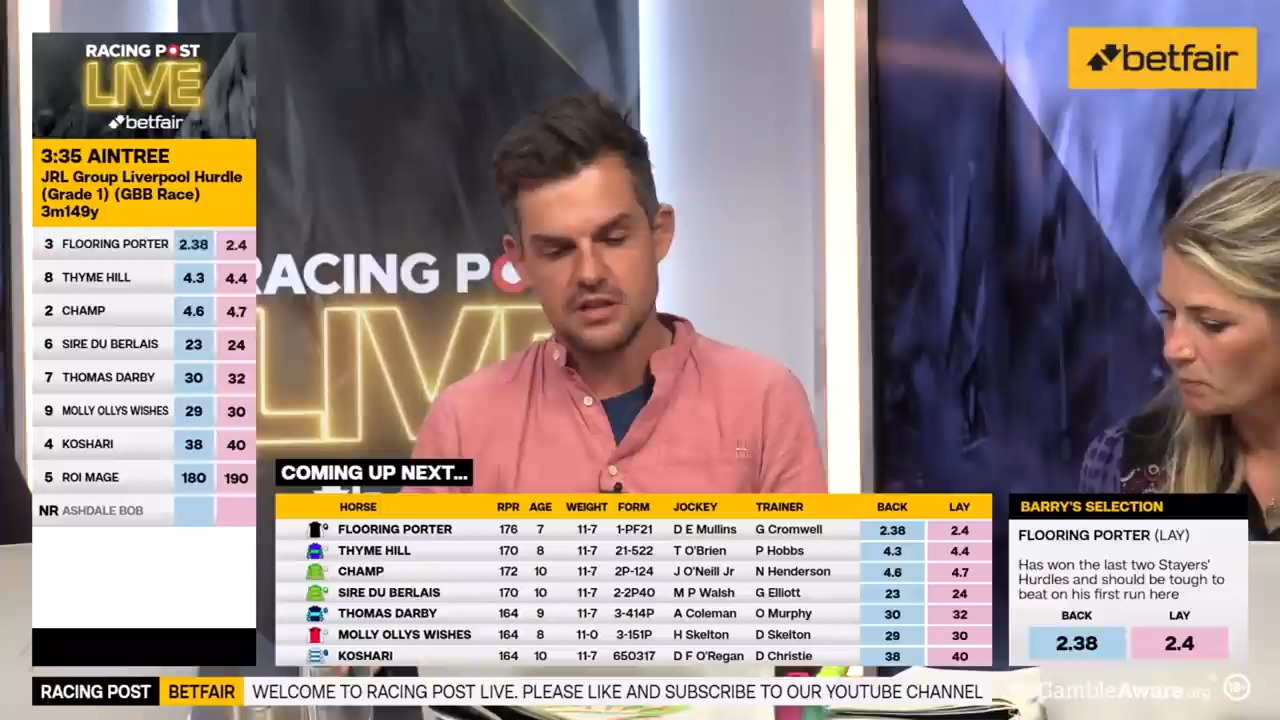 RACING POST
LIVE
betfair
3:35 AINTREE
JRL Group Liverpool Hurdle
(Grade 1) (GBB Race)
3m149y
3 FLOORING PORTER 2.38 2.4
8 THYME HILL 4.3 4.4
2 CHAMP 4.6 4.7
6 SIRE DU BERLAIS 23 24
7 THOMAS DARBY 30 32
9 MOLLY OLLYS WISHES 29 30
4 KOSHARI 38 40
5 ROI MAGE 180 190
NR ASHDALE BOB
betfair
RACING PO
LIVE
COMING UP NEXT...
HORSE RPR AGE WEIGHT FORM JOCKEY TRAINER BACK LAY
FLOORING PORTER 176 7 11-7 1-PF21 D E Mullins G Cromwell 2.38 2.4
THYME HILL 170 8 11-7 21-522 T O'Brien P Hobbs 4.3 4.4
CHAMP 172 10 11-7 2P-124 J O'Neill Jr N Henderson 4.6 4.7
SIRE DU BERLAIS 170 10 11-7 2-2P40 M P Walsh G Elliott 23 24
THOMAS DARBY 164 9 11-7 3-414P A Coleman O Murphy 30 32
MOLLY OLLYS WISHES 164 8 11-0 3-151P H Skelton D Skelton 29 30
KOSHARI 164 10 11-7 650317 D F O'Regan D Christie 38 40
BARRY'S SELECTION
FLOORING PORTER (LAY)
Has won the last two Stayers'
Hurdles and should be tough to
beat on his first run here
BACK LAY
2.38 2.4
RACING POST BETFAIR WELCOME TO RACING POST LIVE. PLEASE LIKE AND SUBSCRIBE TO OUR YOUTUBE CHANNEL
GambleAware.org 18+